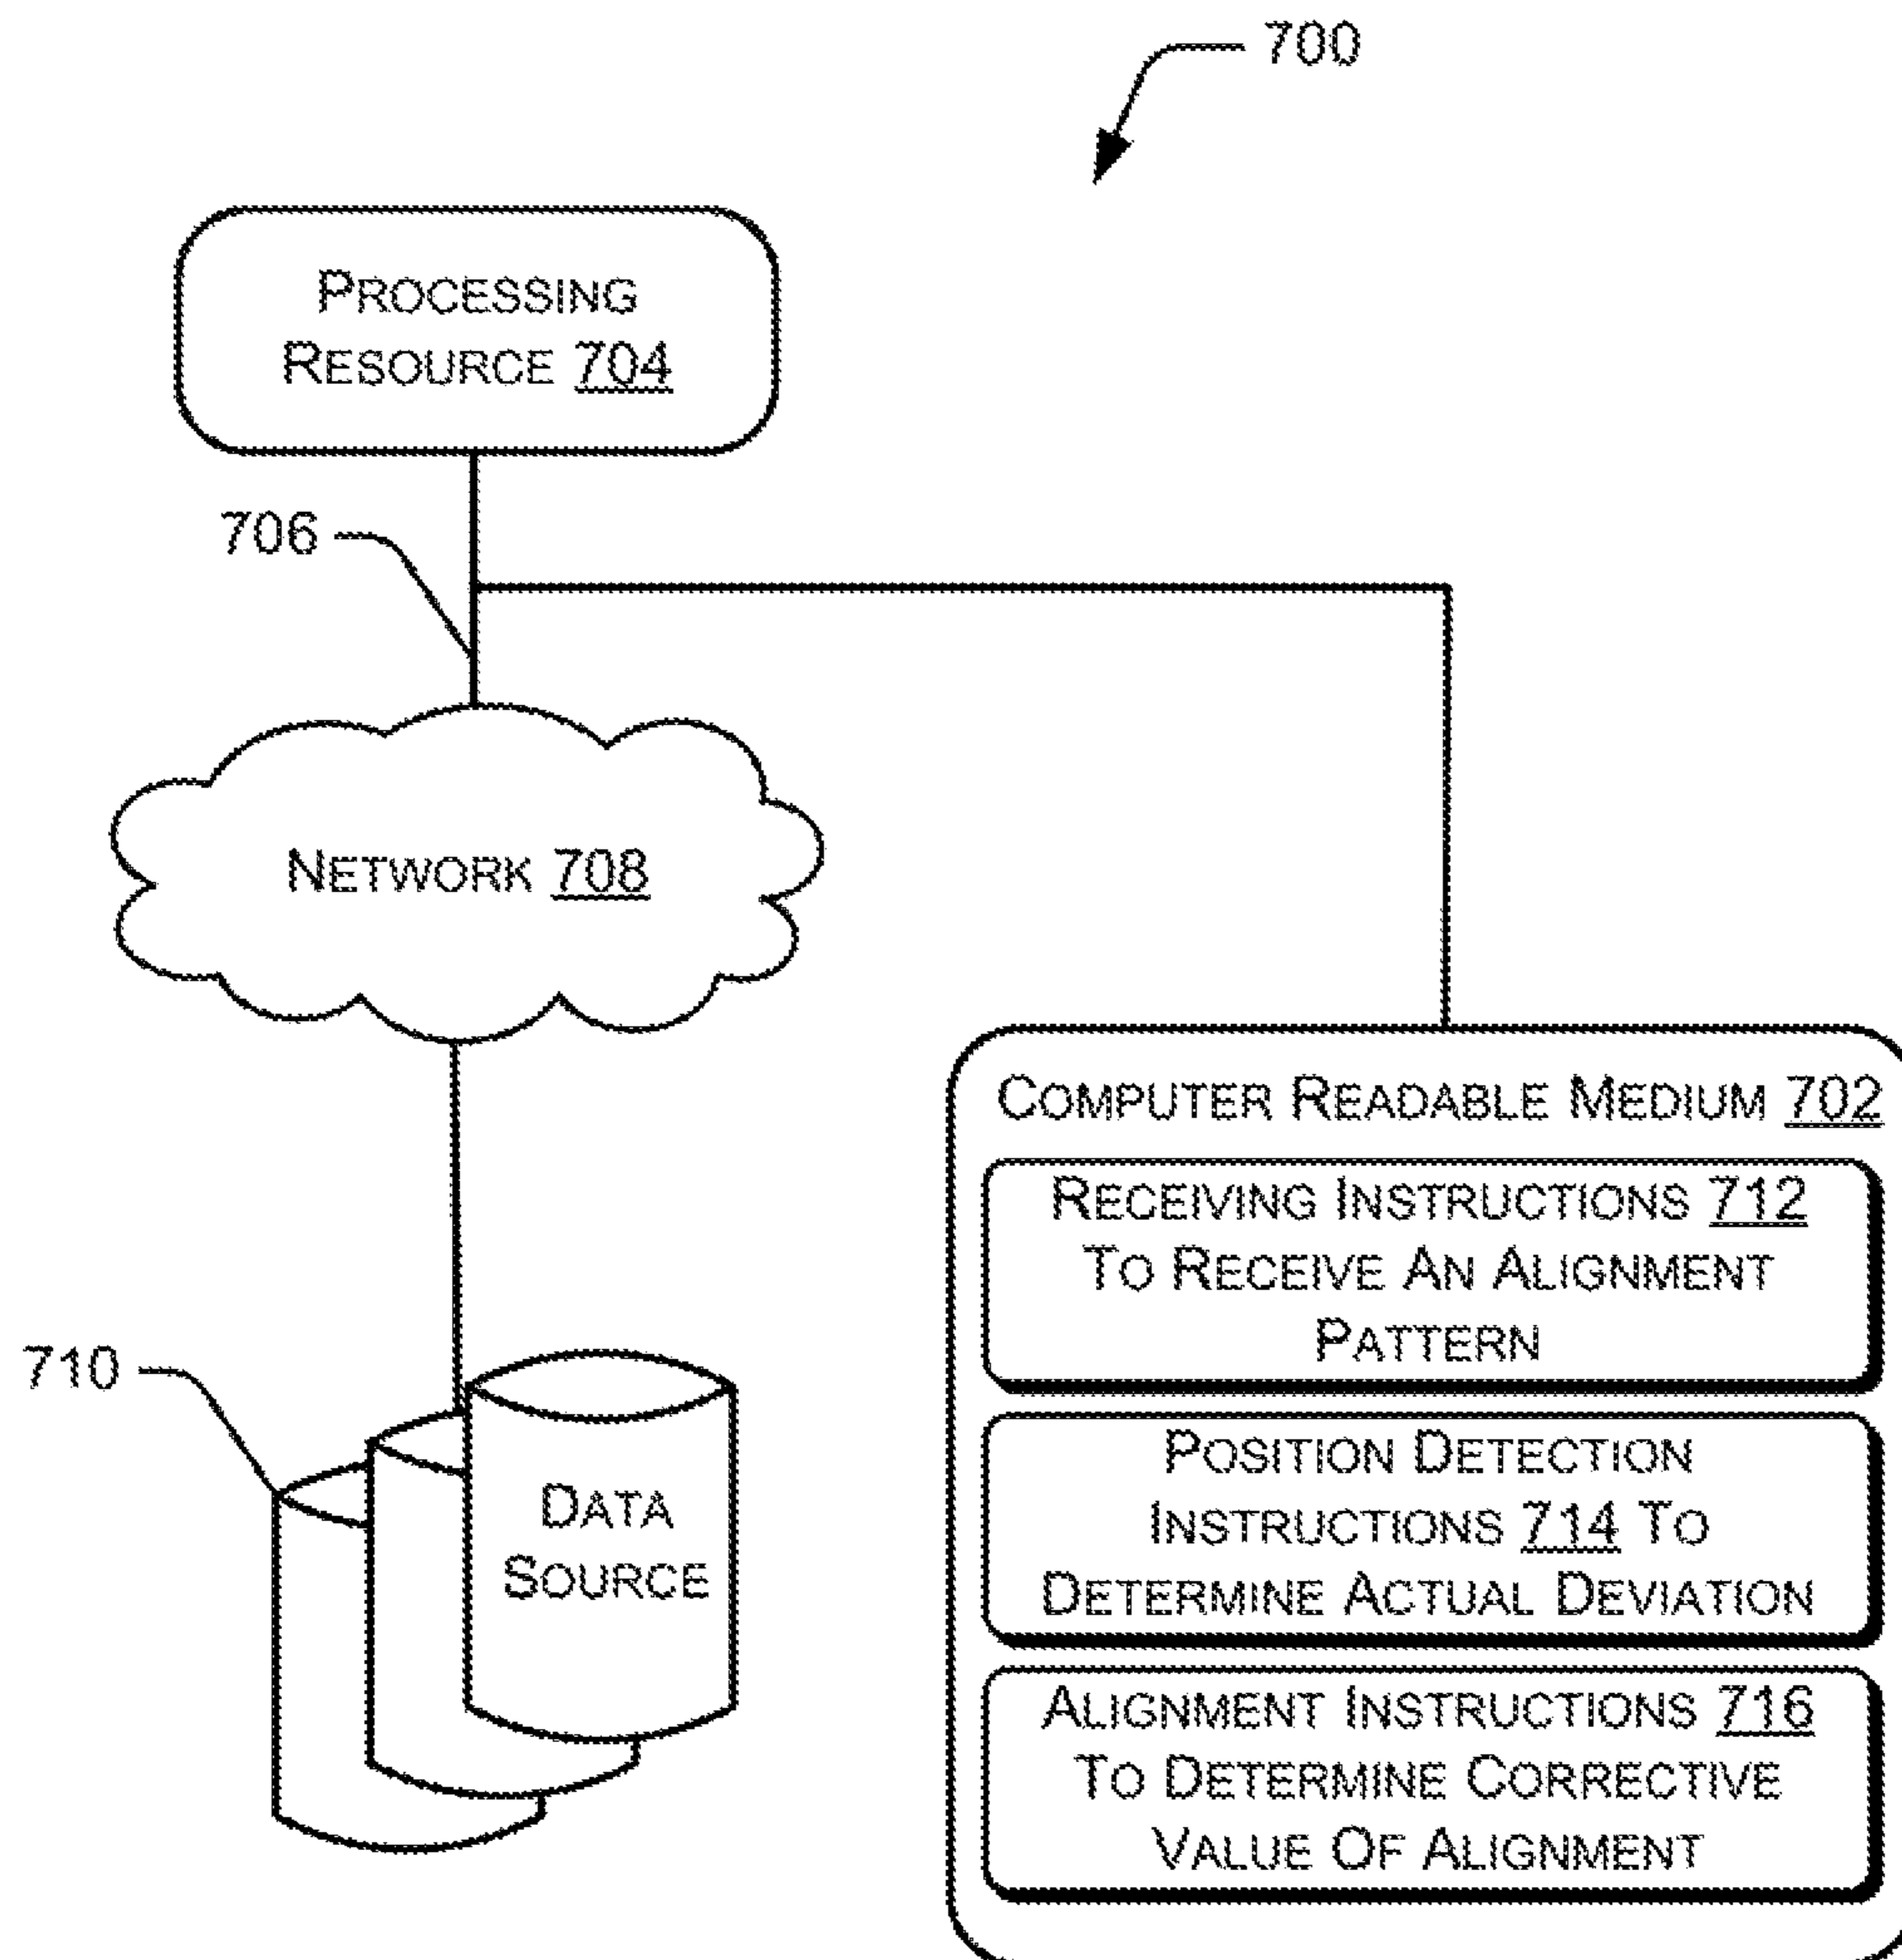 700
PROCESSING
RESOURCE 704
706
NETWORK 708
COMPUTER READABLE MEDIUM 702
RECEIVING INSTRUCTIONS 712
TO RECEIVE AN ALIGNMENT
PATTERN
710
DATA
SOURCE
POSITION DETECTION
INSTRUCTIONS 714 TO
DETERMINE ACTUAL DEVIATION
ALIGNMENT INSTRUCTIONS 716
TO DETERMINE CORRECTIVE
VALUE OF ALIGNMENT